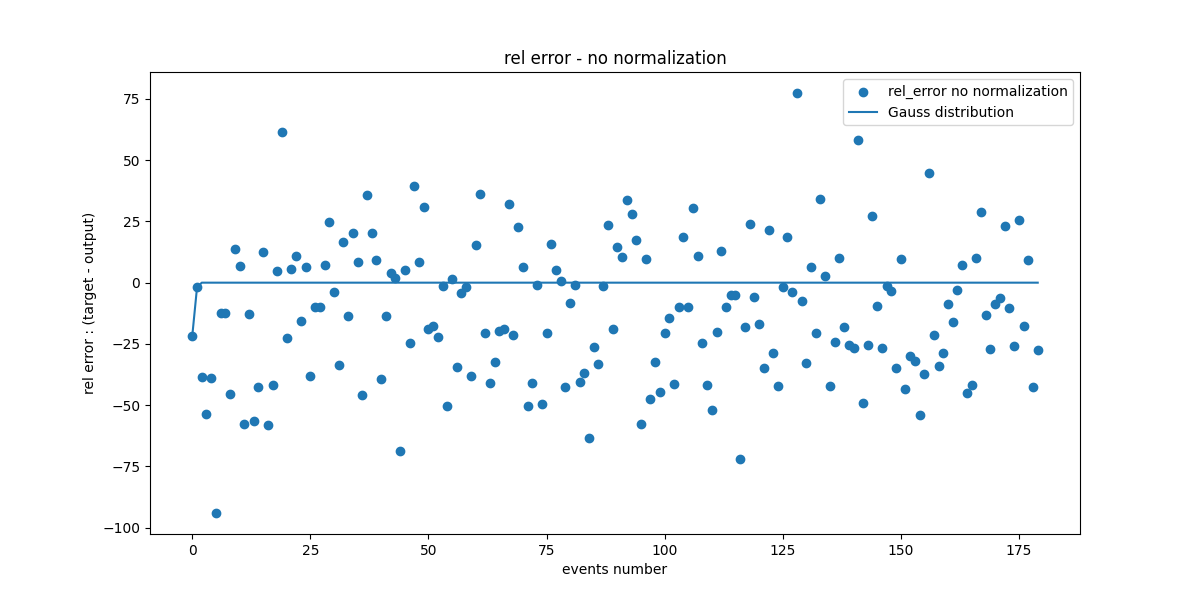 rel error - no normalization
rel_error no normalization
Gauss distribution
rel error : (tarrget - output)
75
50
25
0
−25
−50
−75
−100
0 25 50 75 100 125 150 175
events number